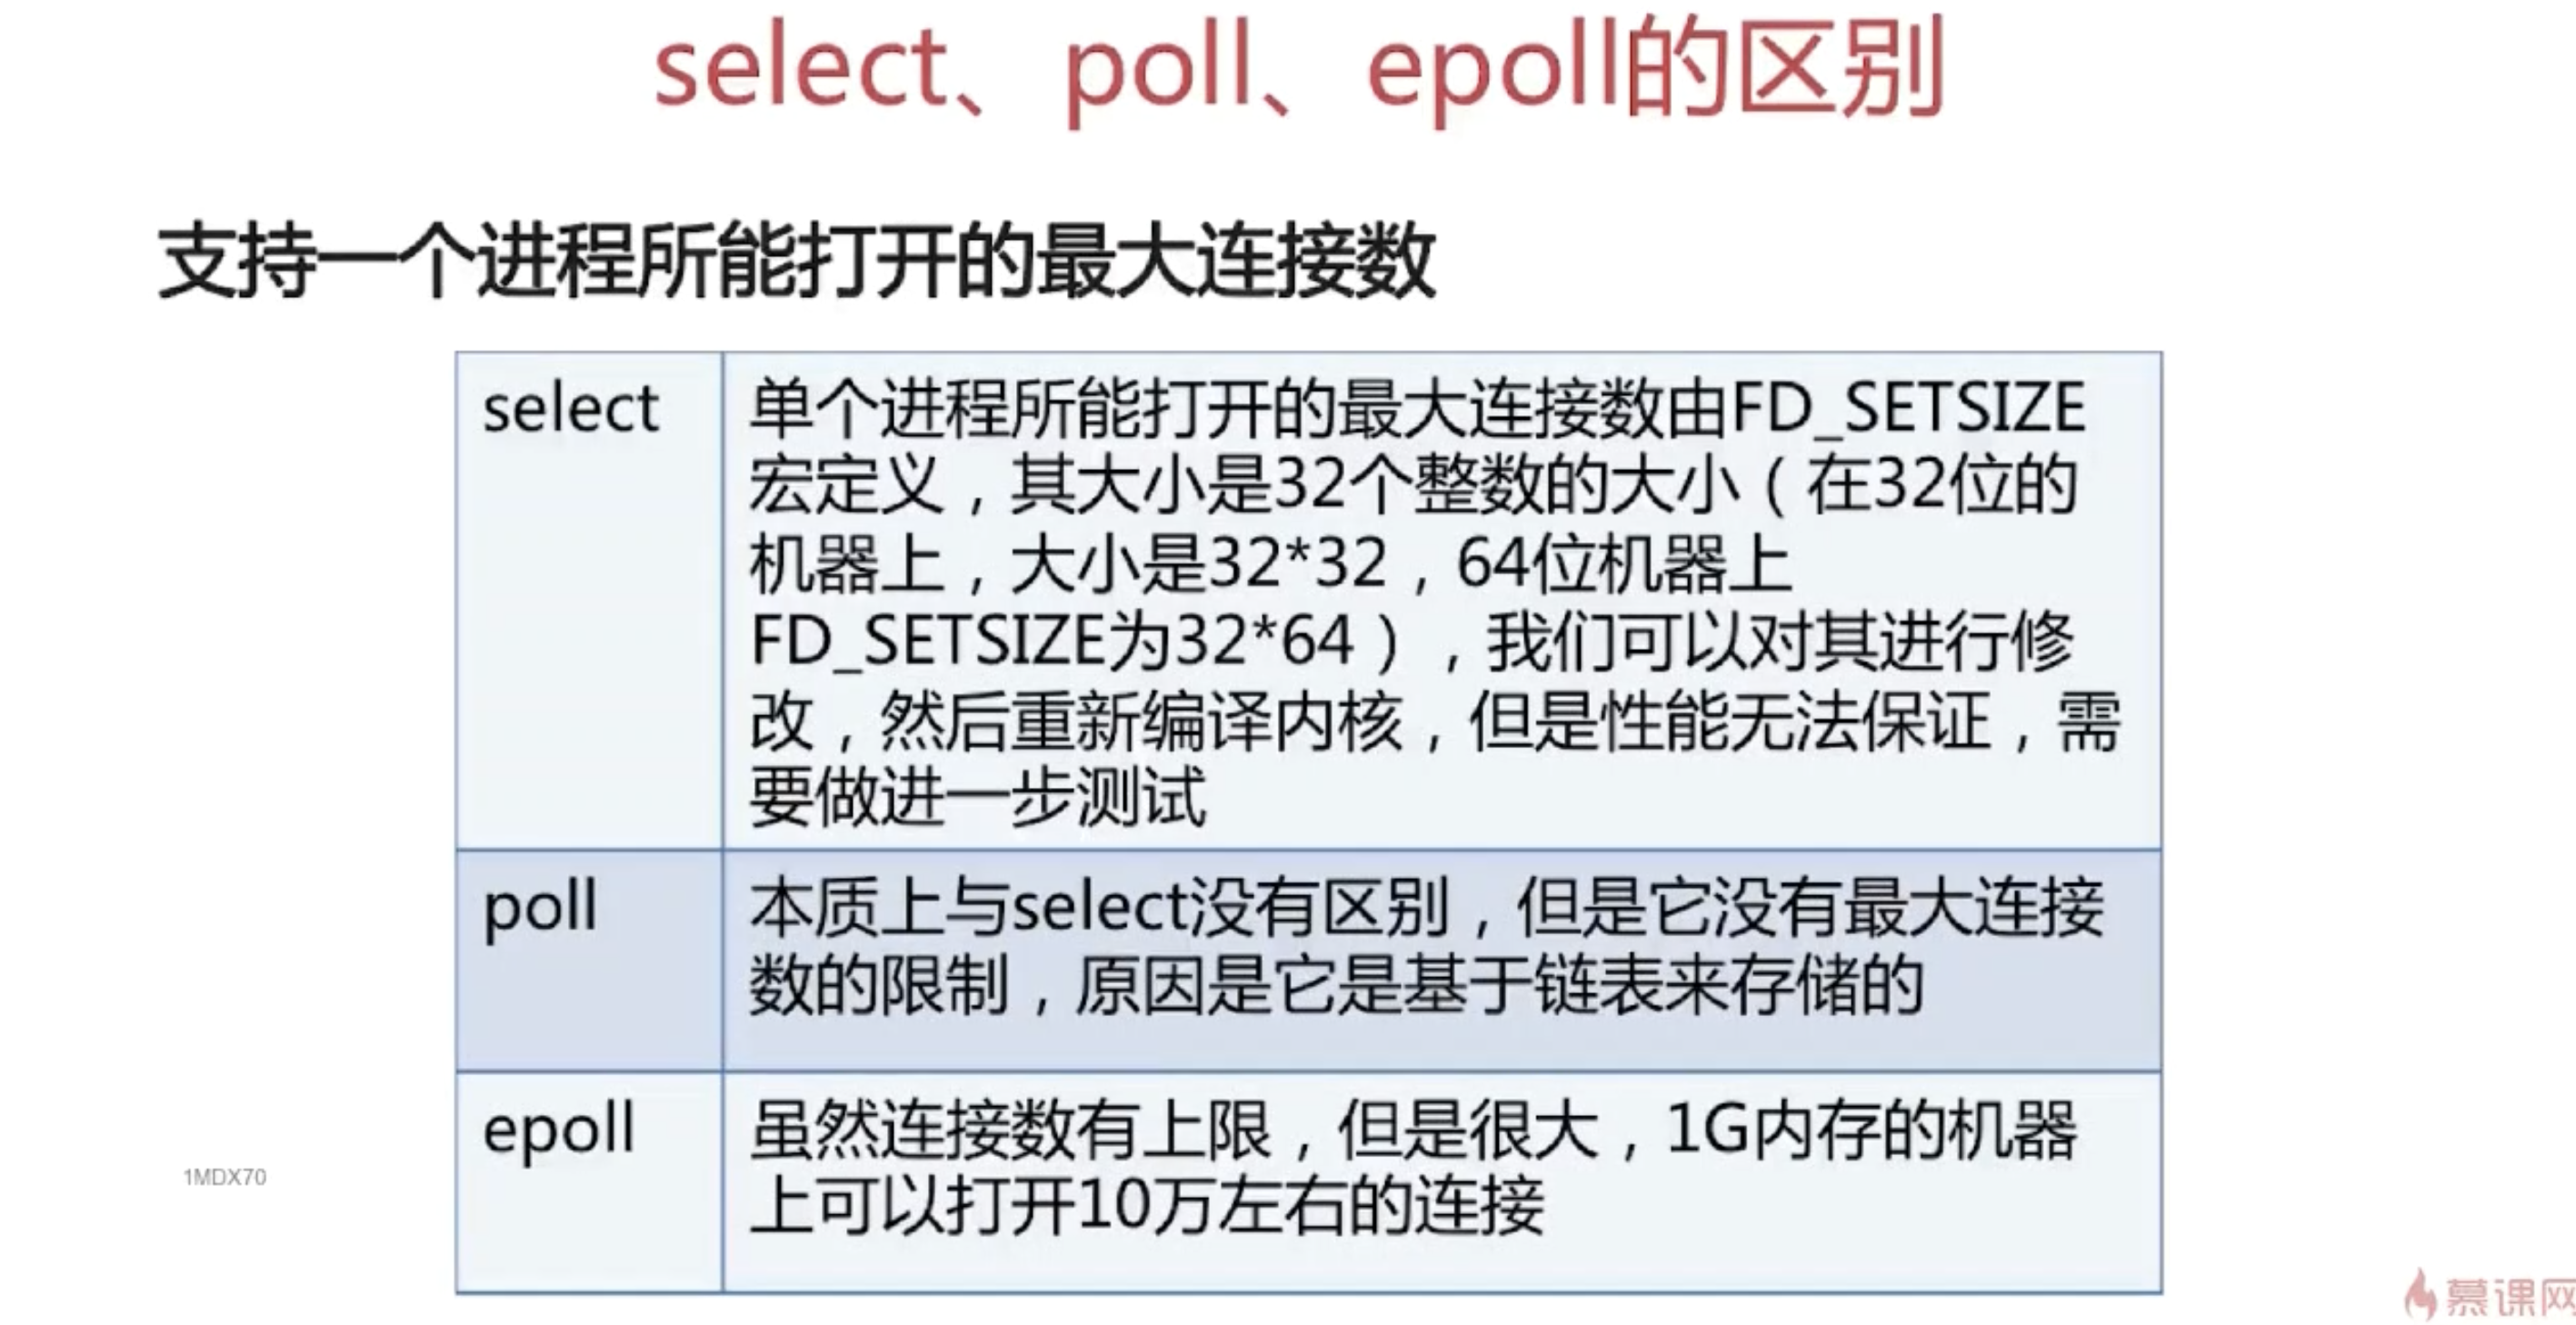 select、poll、epoll的区别
支持一个进程所能打开的最大连接数
select
单个进程所能打开的最大连接数由FD_SETSIZE
宏定义，其大小是32个整数的大小（在32位的
机器上，大小是32*32，64位机器上
FD_SETSIZE为32*64），我们可以对其进行修
改，然后重新编译内核，但是性能无法保证，需
要做进一步测试
poll
本质上与select没有区别，但是它没有最大连接
数的限制，原因是它是基于链表来存储的
epoll
虽然连接数有上限，但是很大，1G内存的机器
上可以打开10万左右的连接
1MDX70
慕课网